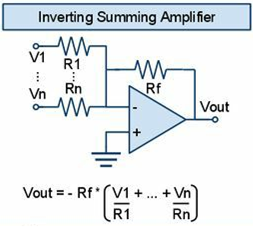 Inverting Summing Amplifier
V1
R1
Rf
Vn
Rn
-
+
Vout
Vout = - Rf * (V1 + ... + Vn)
R1 Rn